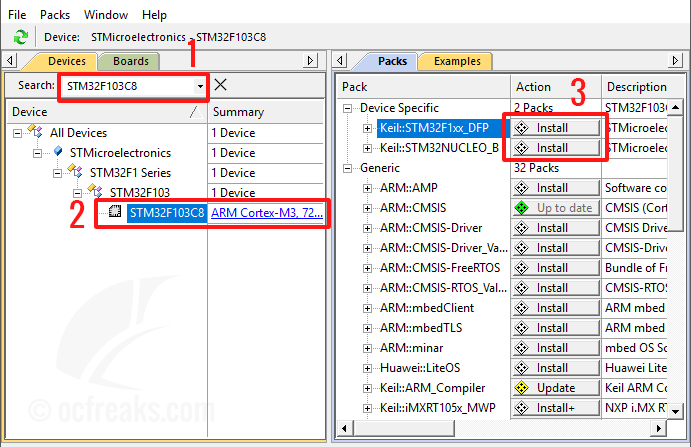 File Packs Window Help
Device: STMicroelectronics - STM32F103C8
1
Devices Boards
Search: STM32F103C8
Device Summary
All Devices 1 Device
STMicroelectronics 1 Device
STM32F1 Series 1 Device
STM32F103 1 Device
2
STM32F103C8 ARM Cortex-M3, 72...
© ocfreaks.com
Packs Examples
Pack Action Description
3
Device Specific 2 Packs STM32F103
Keil::STM32F1xx_DFP Install STMicroelec
Keil::STM32NUCLEO_B Install STMicroelec
Generic 32 Packs
ARM::AMP Install Software co
ARM::CMSIS Up to date CMSIS (Cort
ARM::CMSIS-Driver Install CMSIS-Drive
ARM::CMSIS-Driver_Va... Install CMSIS-Drive
ARM::CMSIS-FreeRTOS Install Bundle of Fr
ARM::CMSIS-RTOS_Val... Install CMSIS-RTOS
ARM::mbedClient Install ARM mbed
ARM::mbedTLS Install ARM mbed
ARM::minar Install mbed OS Sc
Huawei::LiteOS Install Huawei Lite
Keil::ARM_Compiler Update Keil ARM Con
Keil::iMXRT105x_MWP Install+ NXP i.MX RT